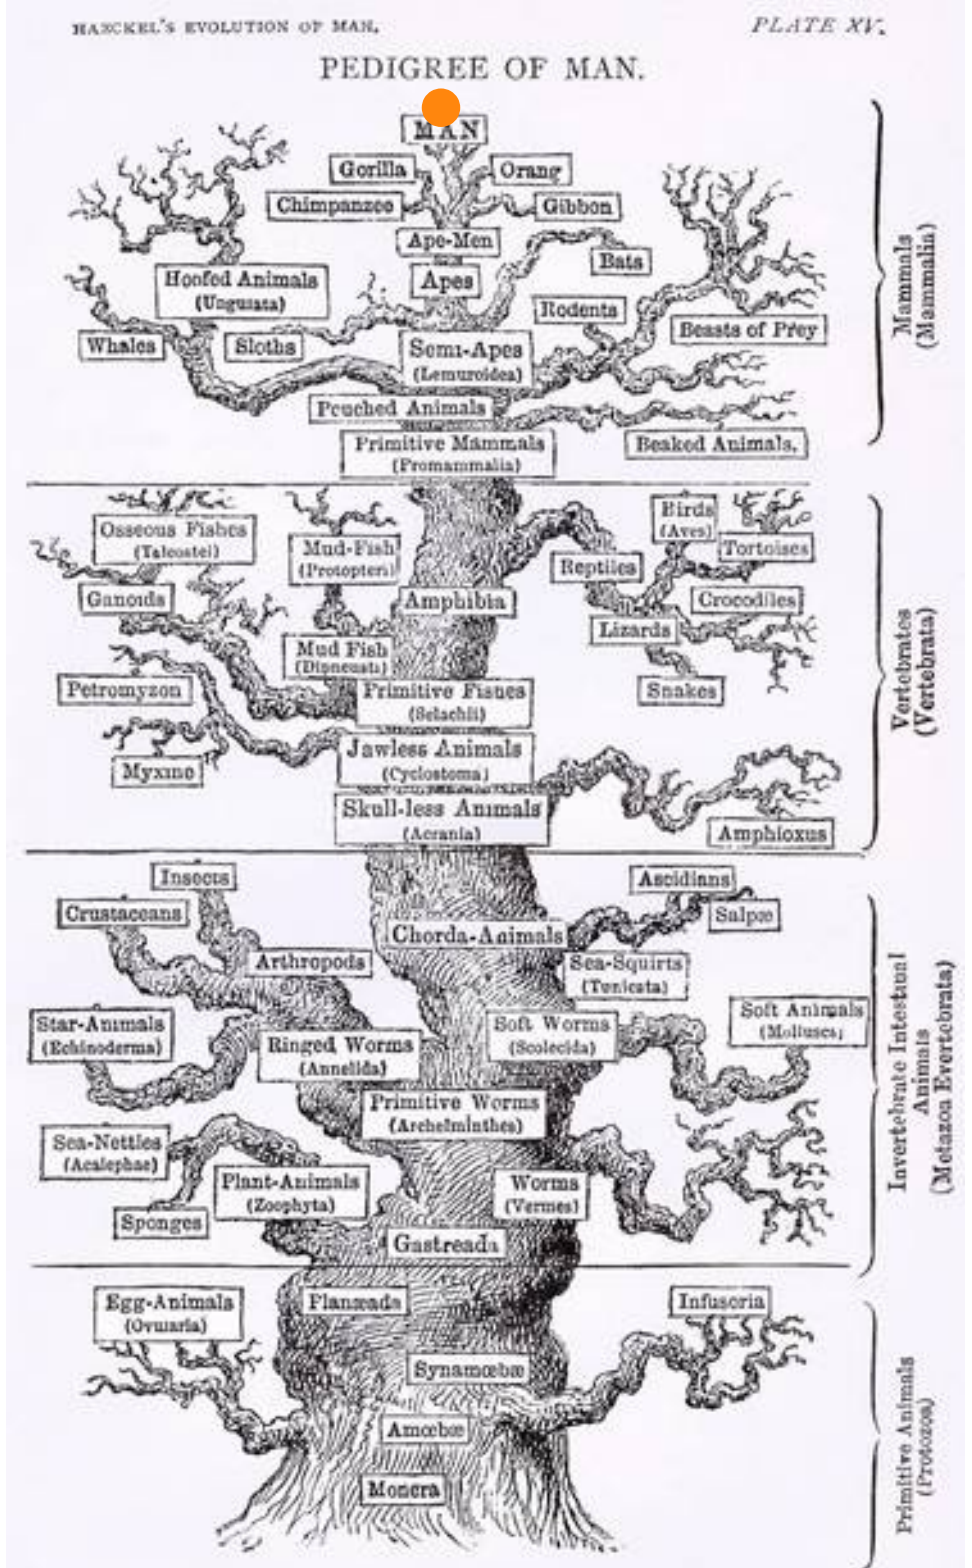 HAECKEL'S EVOLUTION OF MAN.
PLATE XV.
PEDIGREE OF MAN.
MAN
Gorilla
Orang
Chimpanzee
Gibbon
Ape-Men
Bats
Hoofed Animals
(Ungulata)
Apes
Rodents
Beasts of Prey
Whales
Sloths
Semi-Apes
(Lemuroidea)
Pouched Animals
Primitive Mammals
(Promammalia)
Beaked Animals.
Mammals
(Mammalia)
Osseous Fishes
(Teleostei)
Mud-Fish
(Protopteri)
Birds
(Aves)
Tortoises
Reptiles
Ganoids
Amphibia
Crocodiles
Lizards
Mud Fish
(Dipneusti)
Petromyzon
Primitive Fishes
(Selachii)
Snakes
Jawless Animals
(Cyclostoma)
Myxine
Skull-less Animals
(Acrania)
Amphioxus
Vertebrates
(Vertebrata)
Insects
Ascidians
Crustaceans
Salpæ
Chorda-Animals
Arthropods
Sea-Squirts
(Tunicata)
Star-Animals
(Echinoderma)
Soft Worms
(Scolecida)
Soft Animals
(Mollusca)
Ringed Worms
(Annelida)
Primitive Worms
(Archelminthes)
Sea-Nettles
(Acalephae)
Plant-Animals
(Zoophyta)
Worms
(Vermes)
Sponges
Gastreada
Invertebrate Intestinal
Animals
(Metazoa Evertebrata)
Egg-Animals
(Ovularia)
Planæada
Infusoria
Synamœbæ
Amœbæ
Monera
Primitive Animals
(Protozoa)